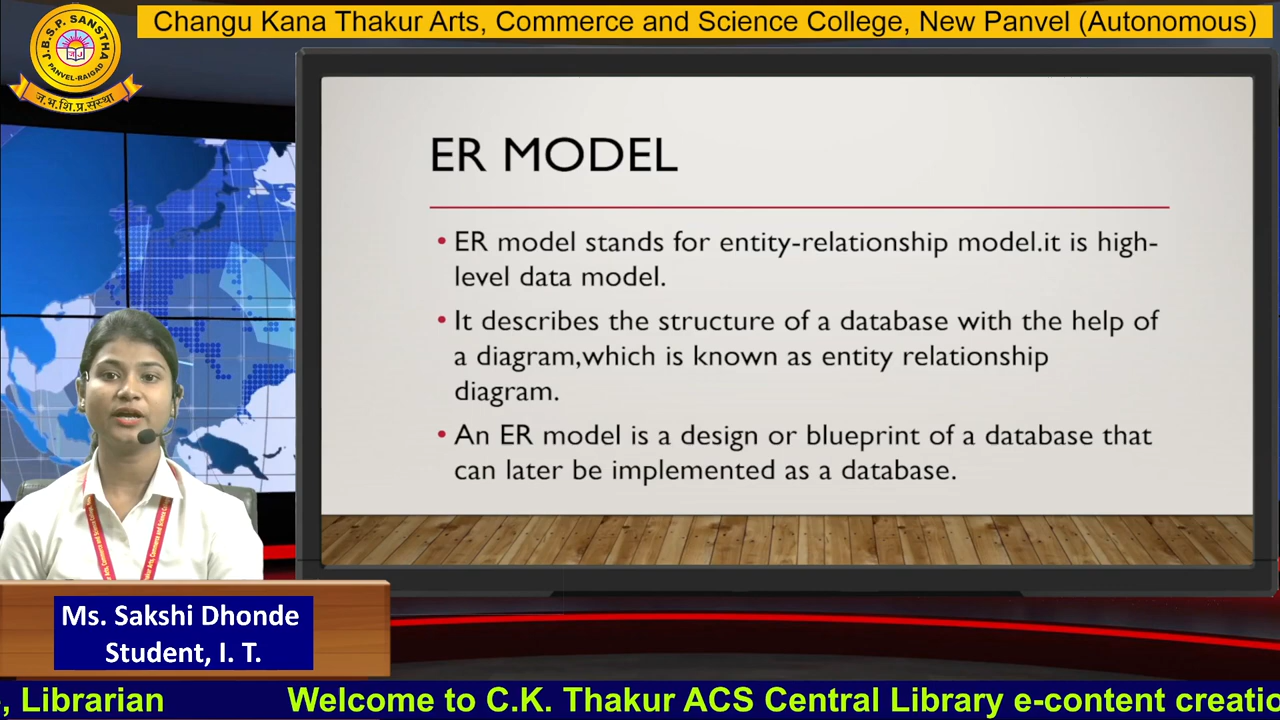 Changu Kana Thakur Arts, Commerce and Science College, New Panvel (Autonomous)
J.B.S.P. SANSTHA
PANVEL-RAIGAD
ज.भ.शि.प्र.संस्था
ER MODEL
• ER model stands for entity-relationship model.it is high-
level data model.
• It describes the structure of a database with the help of
a diagram,which is known as entity relationship
diagram.
• An ER model is a design or blueprint of a database that
can later be implemented as a database.
Ms. Sakshi Dhonde
Student, I. T.
, Librarian Welcome to C.K. Thakur ACS Central Library e-content creatio